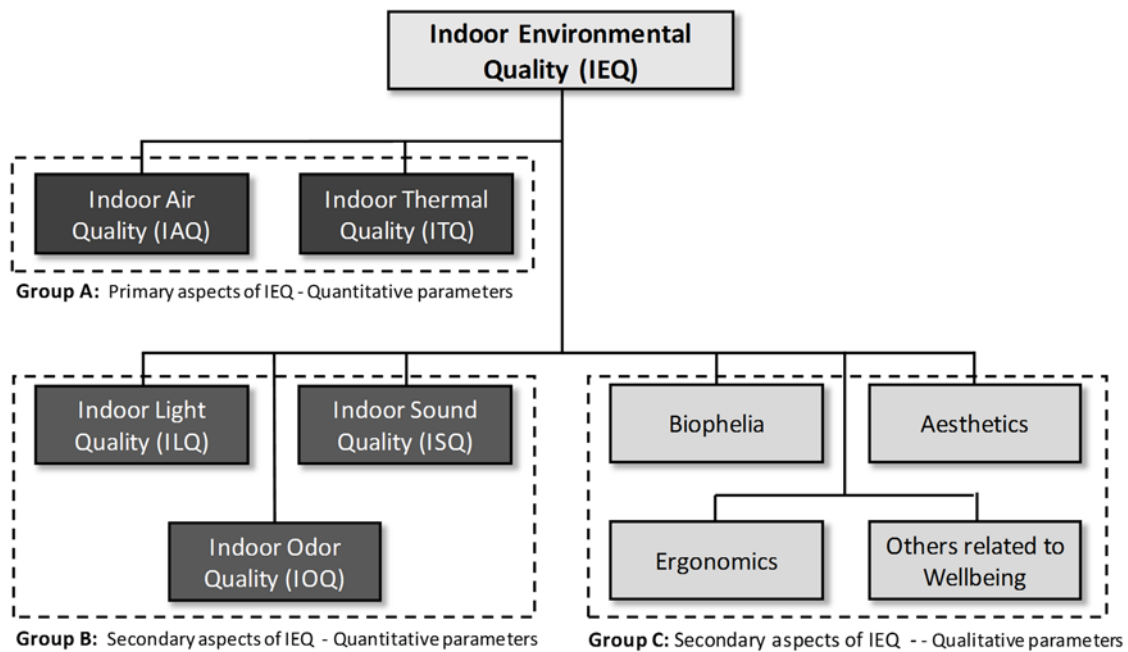 Indoor Environmental
Quality (IEQ)
Indoor Air
Quality (IAQ)
Indoor Thermal
Quality (ITQ)
Group A: Primary aspects of IEQ - Quantitative parameters
Indoor Light
Quality (ILQ)
Indoor Sound
Quality (ISQ)
Indoor Odor
Quality (IOQ)
Group B: Secondary aspects of IEQ - Quantitative parameters
Biophelia
Aesthetics
Ergonomics
Others related to
Wellbeing
Group C: Secondary aspects of IEQ - - Qualitative parameters